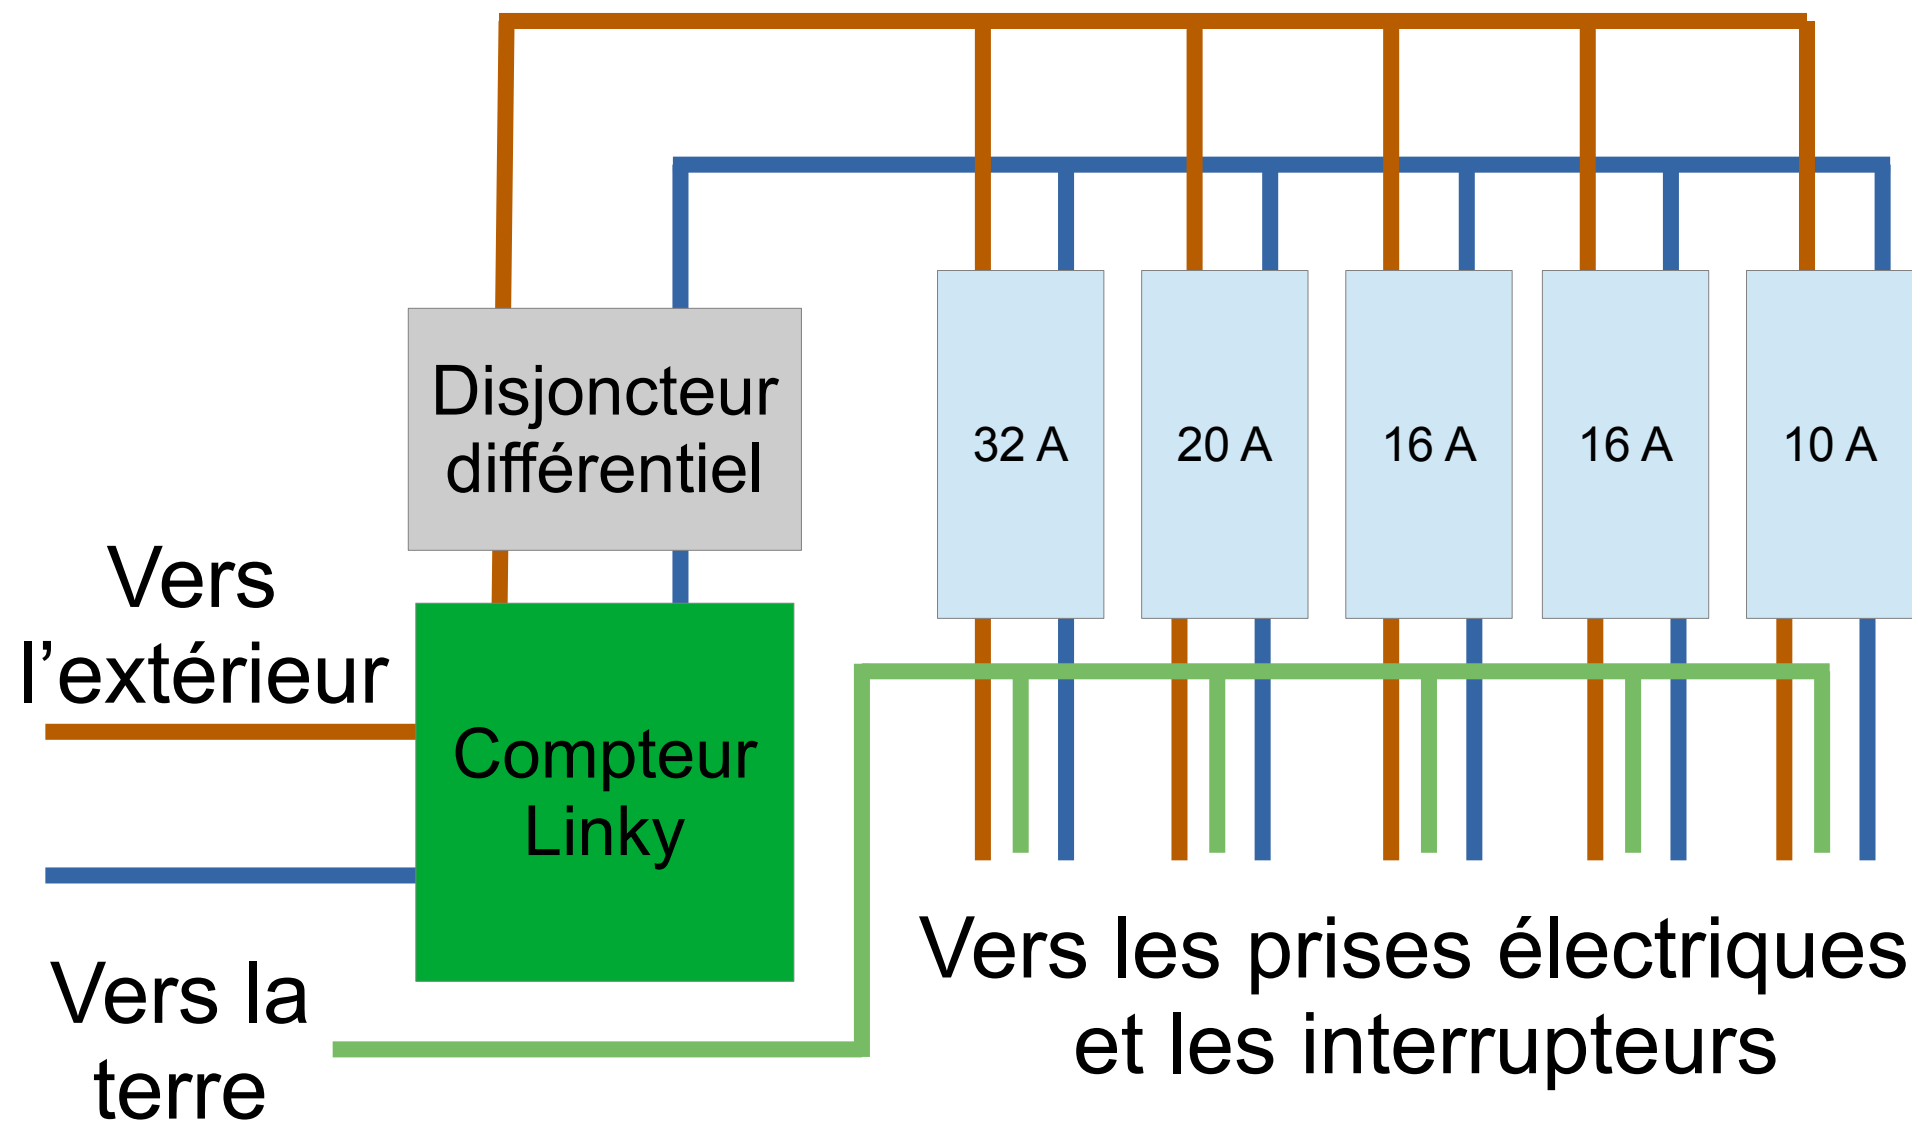 Disjoncteur
différentiel
32 A
20 A
16 A
16 A
10 A
Vers
l’extérieur
Compteur
Linky
Vers la
terre
Vers les prises électriques
et les interrupteurs